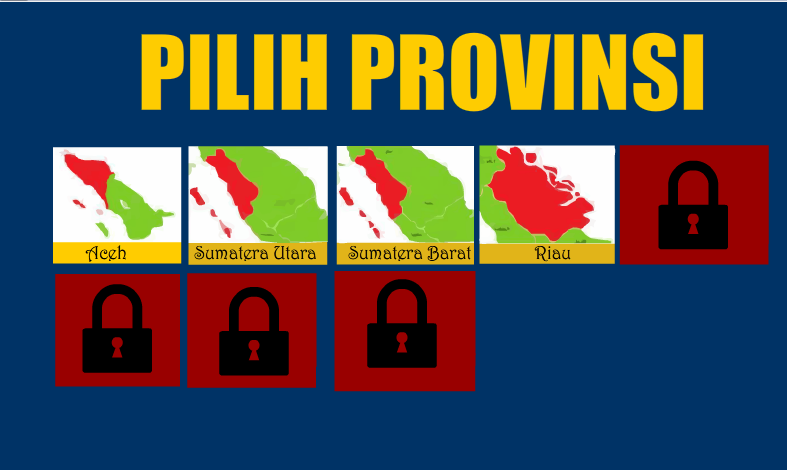 PILIH PROVINSI
Aceh
Sumatera Utara
Sumatera Barat
Riau